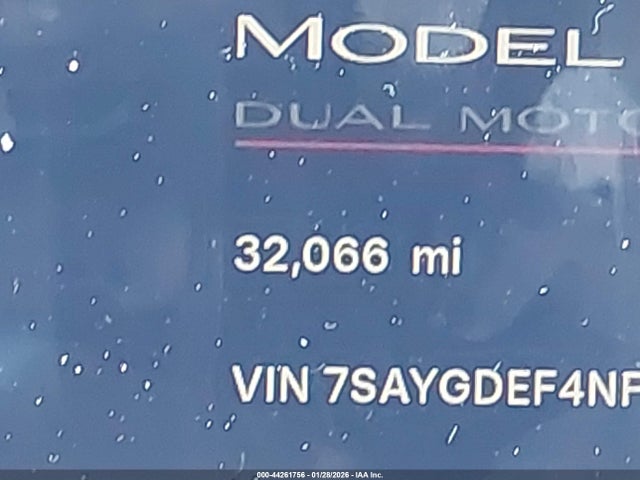 MODEL
DUAL MOTO
32,066 mi
VIN 7SAYGDEF4NF
000-44261756 - 01/28/2026 - IAA Inc.